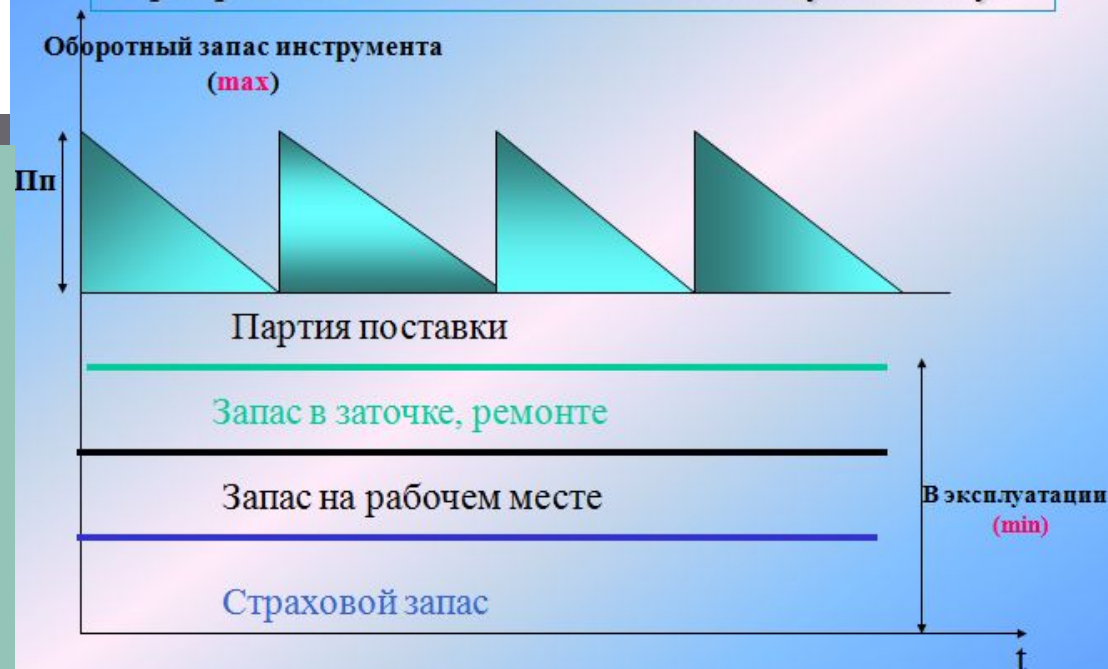 Оборотный запас инструмента
(max)
Пп
Партия поставки
Запас в заточке, ремонте
Запас на рабочем месте
В эксплуатации
(min)
Страховой запас
t